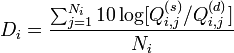 D_i = \frac{\sum_{j=1}^{N_i} 10 \log[Q_{i,j}^{(s)} / Q_{i,j}^{(d)}]}{N_i}